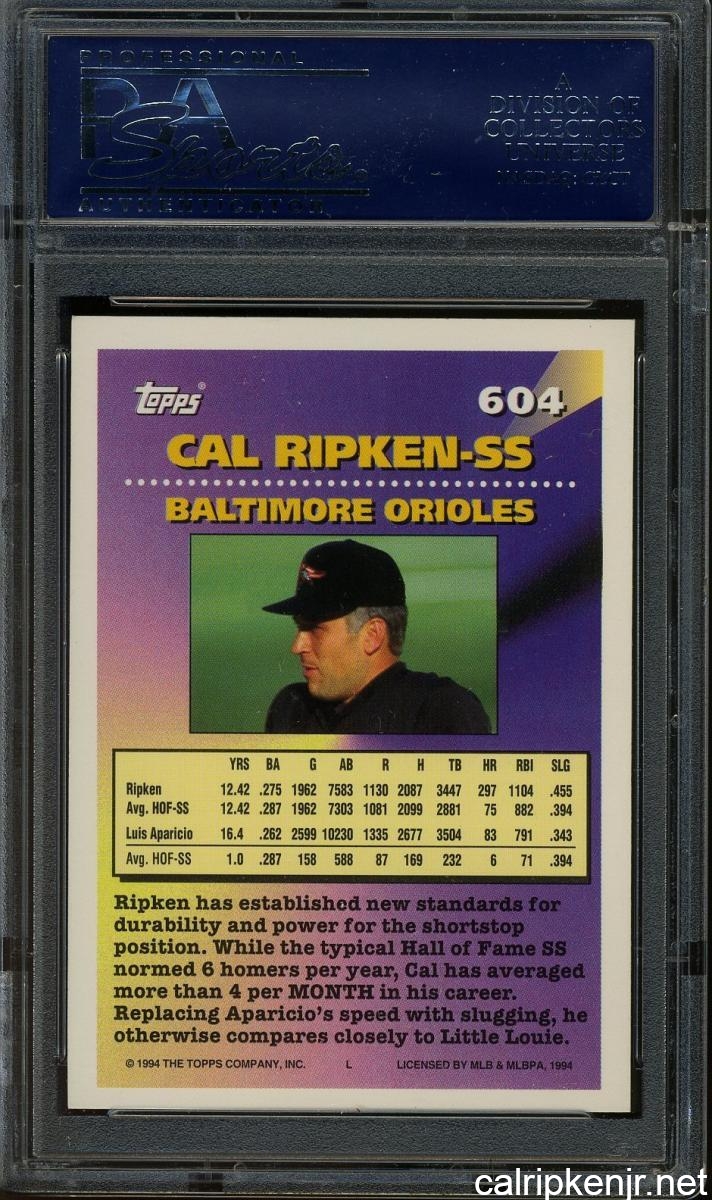 PROFESSIONAL
PSA
Sports
AUTHENTICATOR
A
DIVISION OF
COLLECTORS
UNIVERSE
NASDAQ: CLCT
Topps®
604
CAL RIPKEN-SS
BALTIMORE ORIOLES
YRS BA G AB R H TB HR RBI SLG
Ripken 12.42 .275 1962 7583 1130 2087 3447 297 1104 .455
Avg. HOF-SS 12.42 .287 1962 7303 1081 2099 2881 75 882 .394
Luis Aparicio 16.4 .262 2599 10230 1335 2677 3504 83 791 .343
Avg. HOF-SS 1.0 .287 158 588 87 169 232 6 71 .394
Ripken has established new standards for
durability and power for the shortstop
position. While the typical Hall of Fame SS
normed 6 homers per year, Cal has averaged
more than 4 per MONTH in his career.
Replacing Aparicio's speed with slugging, he
otherwise compares closely to Little Louie.
© 1994 THE TOPPS COMPANY, INC. L LICENSED BY MLB & MLBPA, 1994
calripkenjr.net